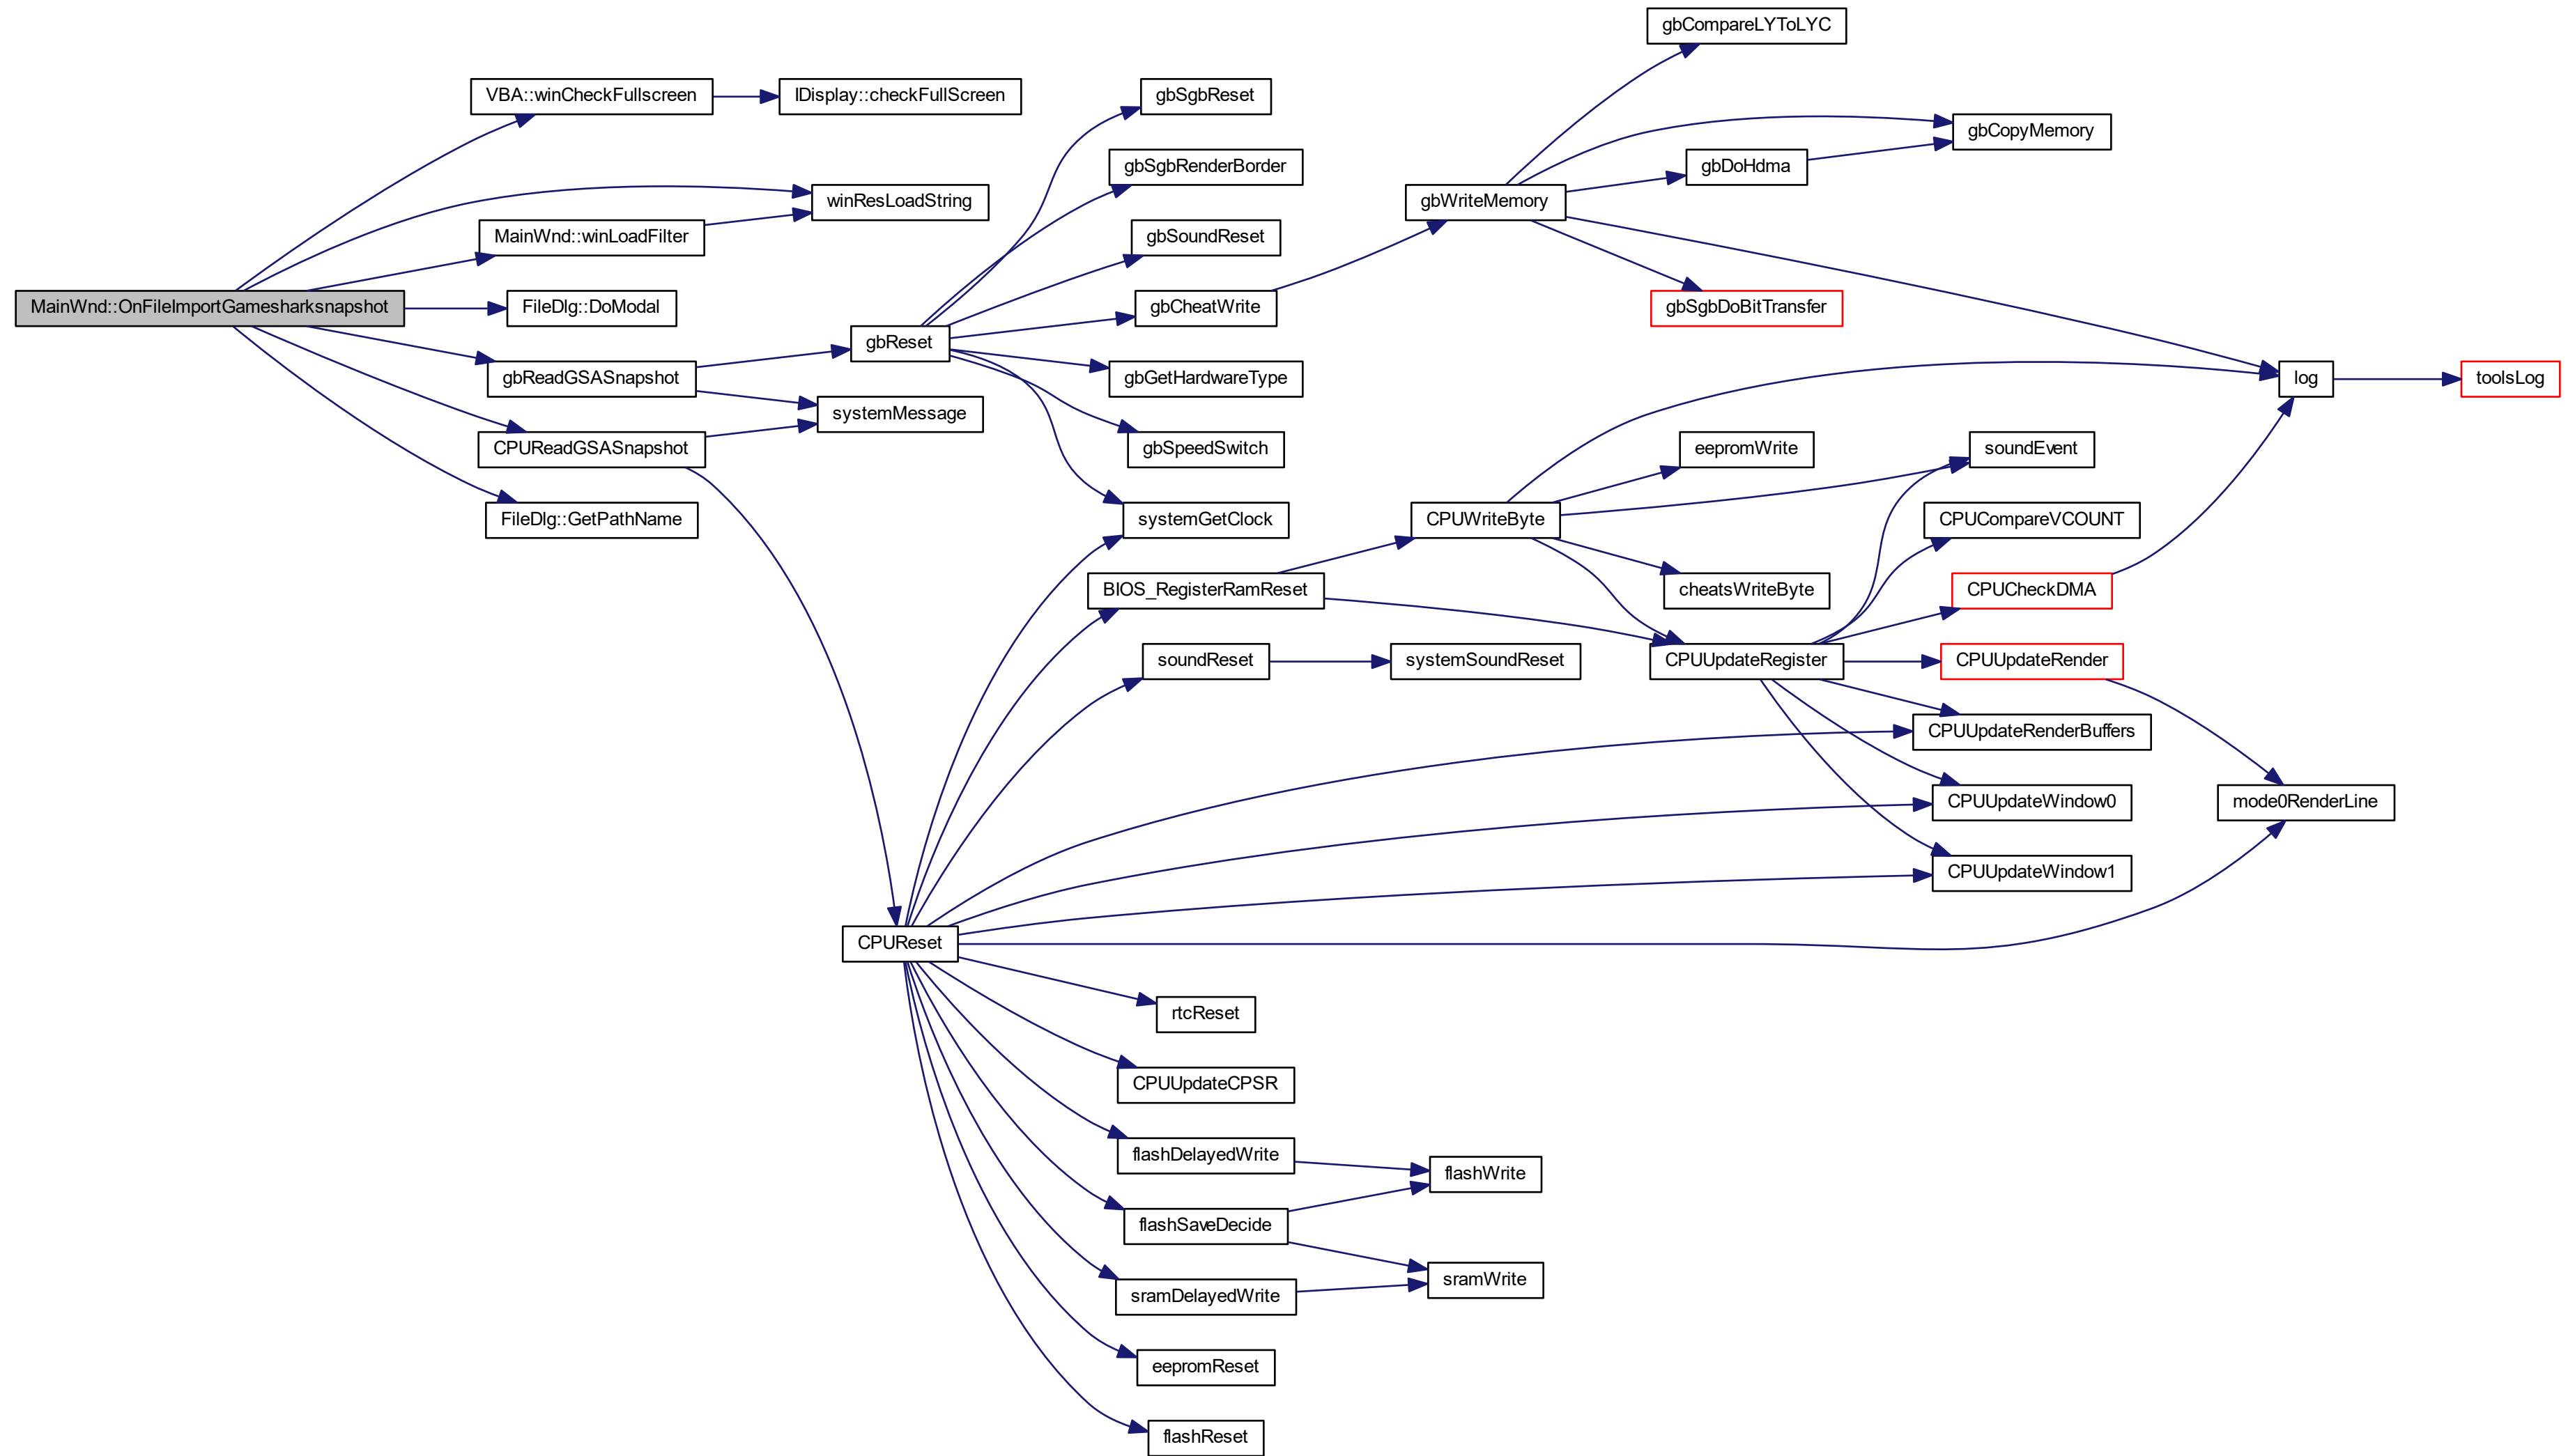 gbCompareLYToLYC
VBA::winCheckFullscreen
IDisplay::checkFullScreen
gbSgbReset
gbCopyMemory
gbSgbRenderBorder
gbDoHdma
winResLoadString
gbWriteMemory
MainWnd::winLoadFilter
gbSoundReset
MainWnd::OnFileImportGamesharksnapshot
FileDlg::DoModal
gbCheatWrite
gbSgbDoBitTransfer
gbReset
gbReadGSASnapshot
gbGetHardwareType
log
toolsLog
systemMessage
CPUReadGSASnapshot
gbSpeedSwitch
eepromWrite
soundEvent
FileDlg::GetPathName
systemGetClock
CPUWriteByte
CPUCompareVCOUNT
BIOS_RegisterRamReset
cheatsWriteByte
CPUCheckDMA
soundReset
systemSoundReset
CPUUpdateRegister
CPUUpdateRender
CPUUpdateRenderBuffers
CPUUpdateWindow0
mode0RenderLine
CPUUpdateWindow1
CPUReset
rtcReset
CPUUpdateCPSR
flashDelayedWrite
flashWrite
flashSaveDecide
sramWrite
sramDelayedWrite
eepromReset
flashReset